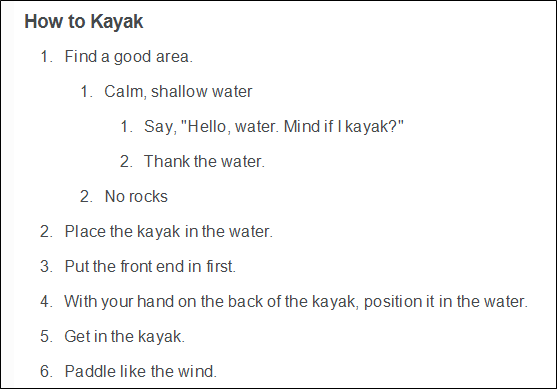 How to Kayak
1. Find a good area.
1. Calm, shallow water
1. Say, "Hello, water. Mind if I kayak?"
2. Thank the water.
2. No rocks
2. Place the kayak in the water.
3. Put the front end in first.
4. With your hand on the back of the kayak, position it in the water.
5. Get in the kayak.
6. Paddle like the wind.